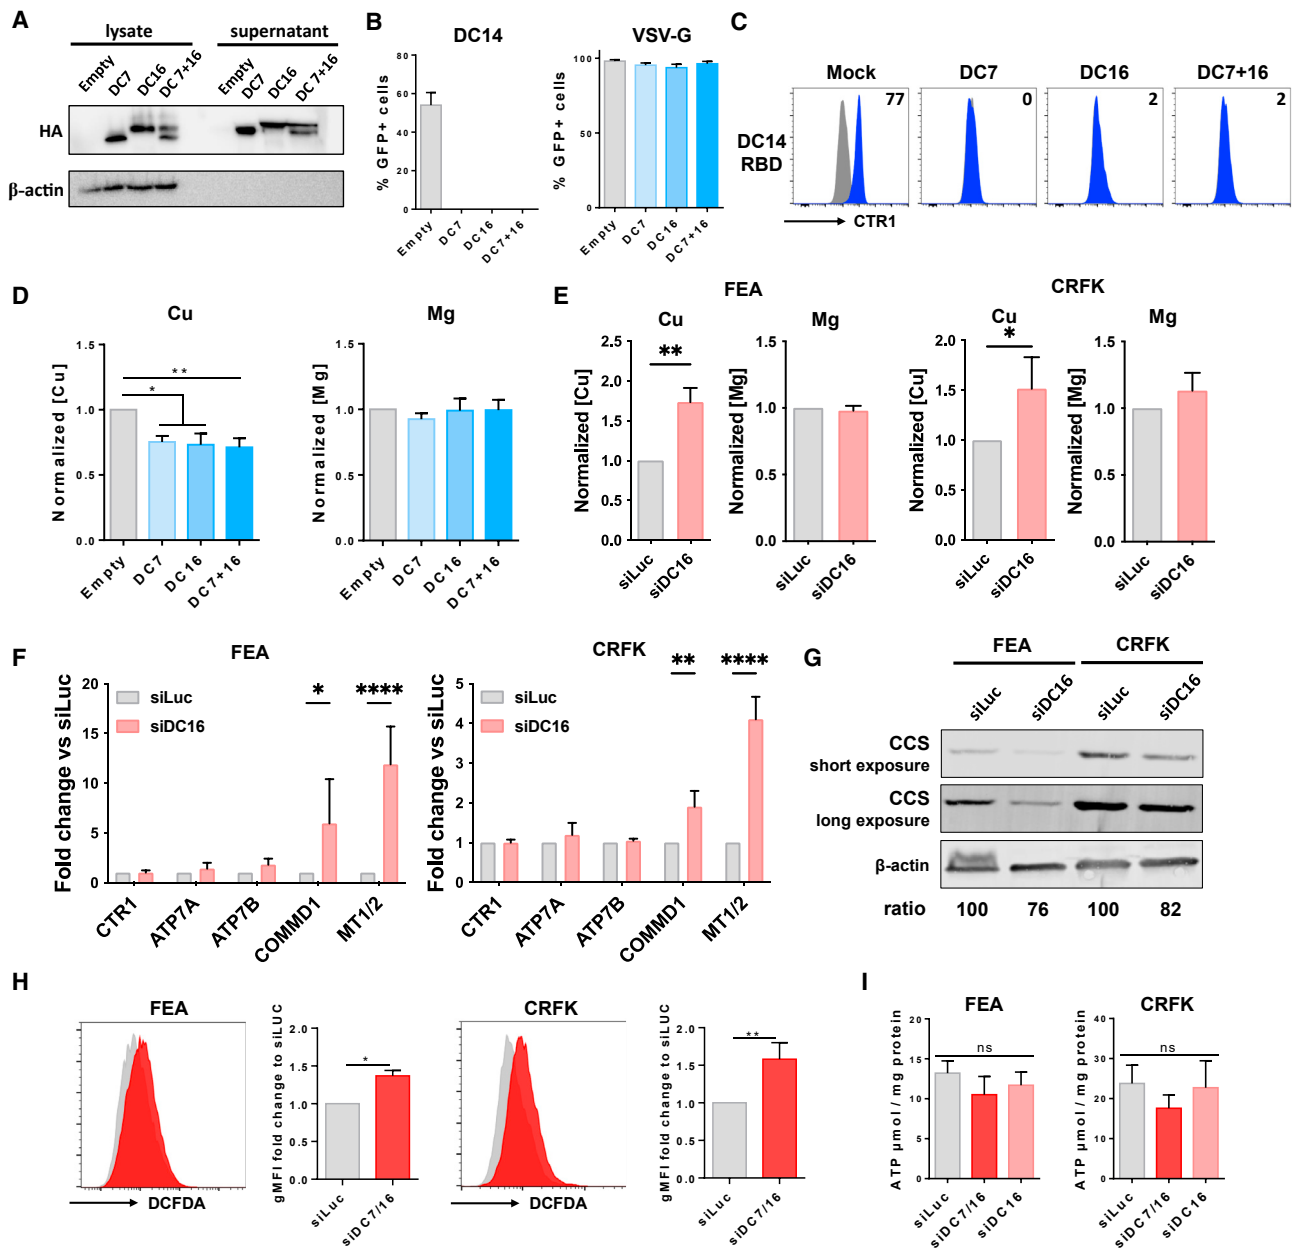 A
lysate
supernatant
Empty
DC7
DC16
DC7+16
Empty
DC7
DC16
DC7+16
HA
β-actin
B
DC14
% GFP+ cells
80
60
40
20
0
Empty
DC7
DC16
DC7+16
VSV-G
% GFP+ cells
100
50
0
Empty
DC7
DC16
DC7+16
C
Mock
DC7
DC16
DC7+16
77
0
2
2
DC14
RBD
CTR1
D
Cu
Normalized [Cu]
1.5
1.0
0.5
0.0
**
*
Empty
DC7
DC16
DC7+16
Mg
Normalized [Mg]
1.5
1.0
0.5
0.0
Empty
DC7
DC16
DC7+16
E
FEA
CRFK
Cu
Normalized [Cu]
2.5
2.0
1.5
1.0
0.5
0.0
**
siLuc
siDC16
Mg
Normalized [Mg]
1.5
1.0
0.5
0.0
siLuc
siDC16
Cu
Normalized [Cu]
2.0
1.5
1.0
0.5
0.0
*
siLuc
siDC16
Mg
Normalized [Mg]
1.5
1.0
0.5
0.0
siLuc
siDC16
F
FEA
Fold change vs siLuc
20
15
10
5
0
siLuc
siDC16
*
****
CTR1
ATP7A
ATP7B
COMMD1
MT1/2
CRFK
Fold change vs siLuc
5
4
3
2
1
0
siLuc
siDC16
**
****
CTR1
ATP7A
ATP7B
COMMD1
MT1/2
G
FEA
CRFK
siLuc
siDC16
siLuc
siDC16
CCS
short exposure
CCS
long exposure
β-actin
ratio
100
76
100
82
H
FEA
DCFDA
gMFI fold change to siLUC
2.0
1.5
1.0
0.5
0.0
*
siLuc
siDC7/16
CRFK
DCFDA
gMFI fold change to siLUC
2.0
1.5
1.0
0.5
0.0
**
siLuc
siDC7/16
I
FEA
ATP µmol / mg protein
20
15
10
5
0
ns
siLuc
siDC7/16
siDC16
CRFK
ATP µmol / mg protein
40
30
20
10
0
ns
siLuc
siDC7/16
siDC16